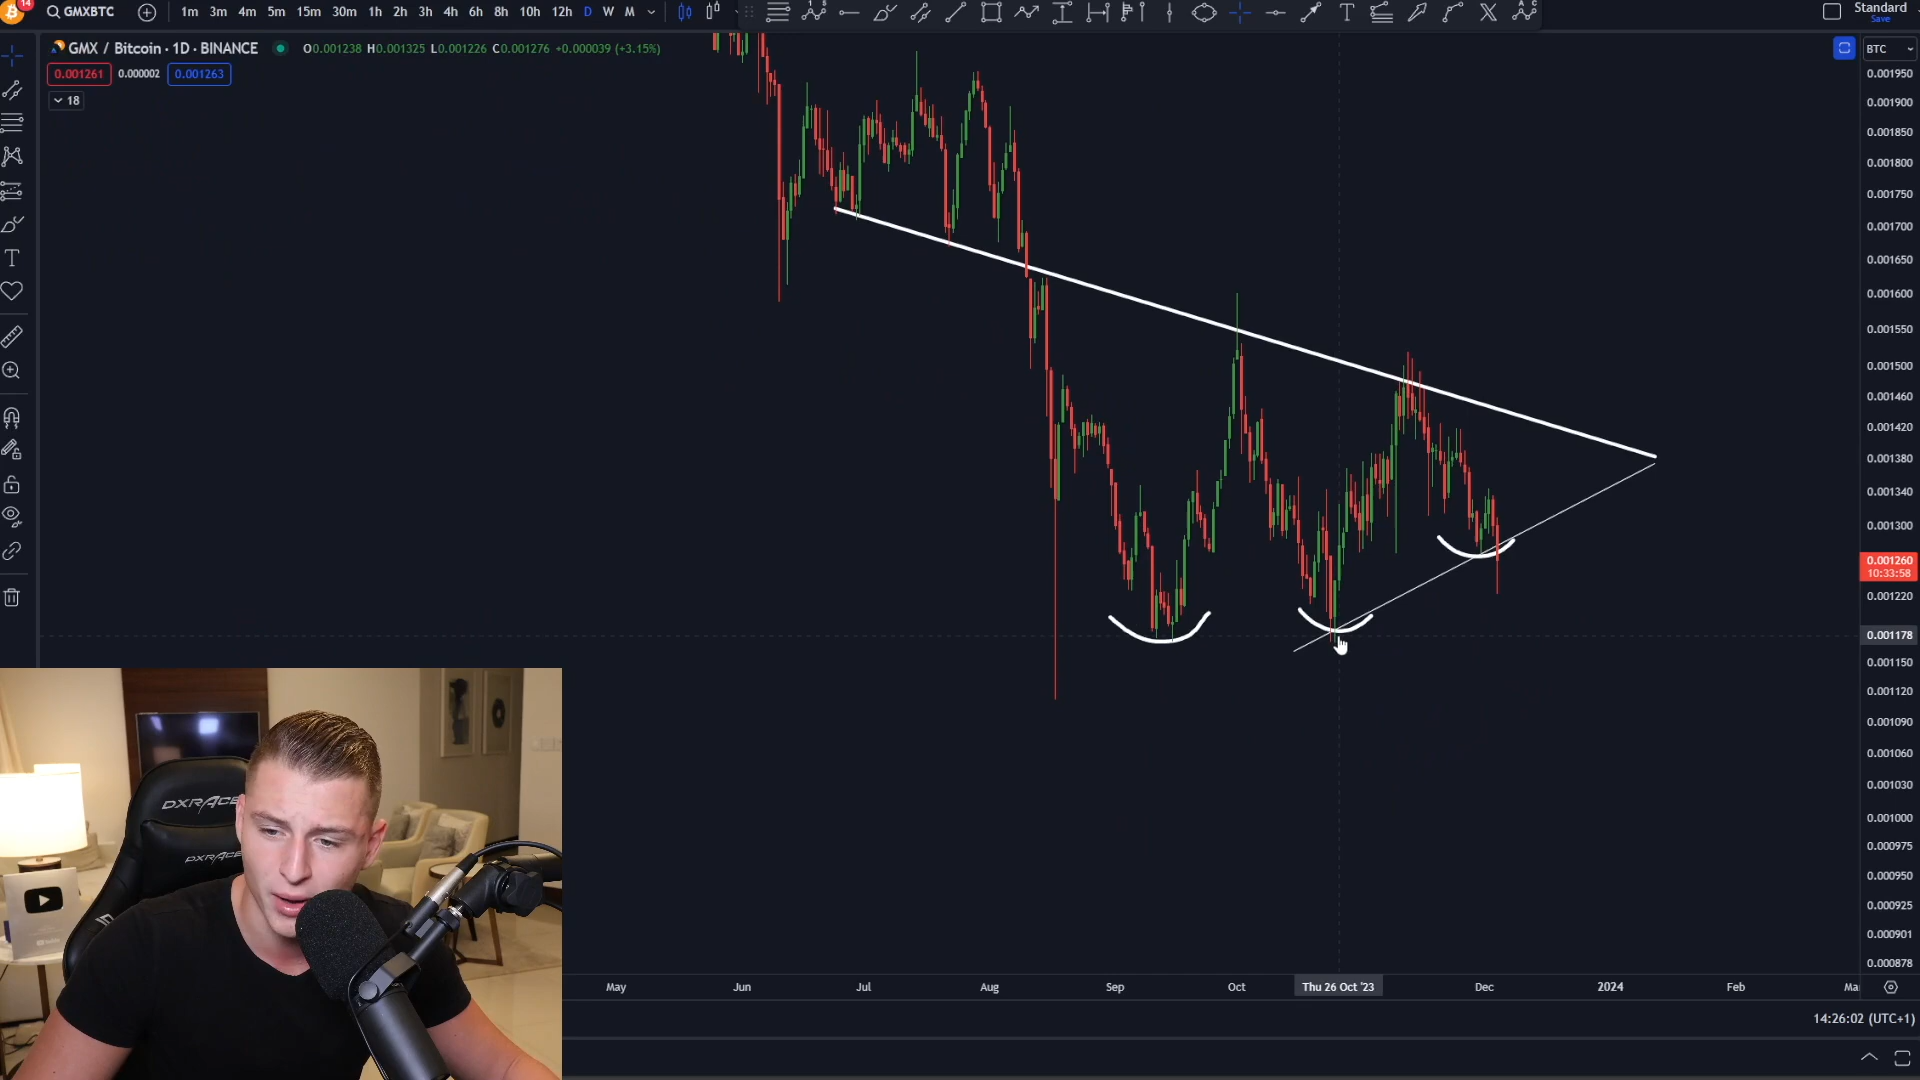 14
GMXBTC
1m 3m 4m 5m 15m 30m 1h 2h 3h 4h 6h 8h 10h 12h D W M
Standard
Save
GMX / Bitcoin · 1D · BINANCE O0.001238 H0.001325 L0.001226 C0.001276 +0.000039 (+3.15%)
BTC
0.001261 0.000002 0.001263
18
0.001950
0.001900
0.001850
0.001800
0.001750
0.001700
0.001650
0.001600
0.001550
0.001500
0.001460
0.001420
0.001380
0.001340
0.001300
0.001260
10:33:58
0.001220
0.001178
0.001150
0.001120
0.001090
0.001060
0.001030
0.001000
0.000975
0.000950
0.000925
0.000901
0.000878
DXRACE
DXRACE
May Jun Jul Aug Sep Oct Thu 26 Oct '23 Dec 2024 Feb Ma
14:26:02 (UTC+1)